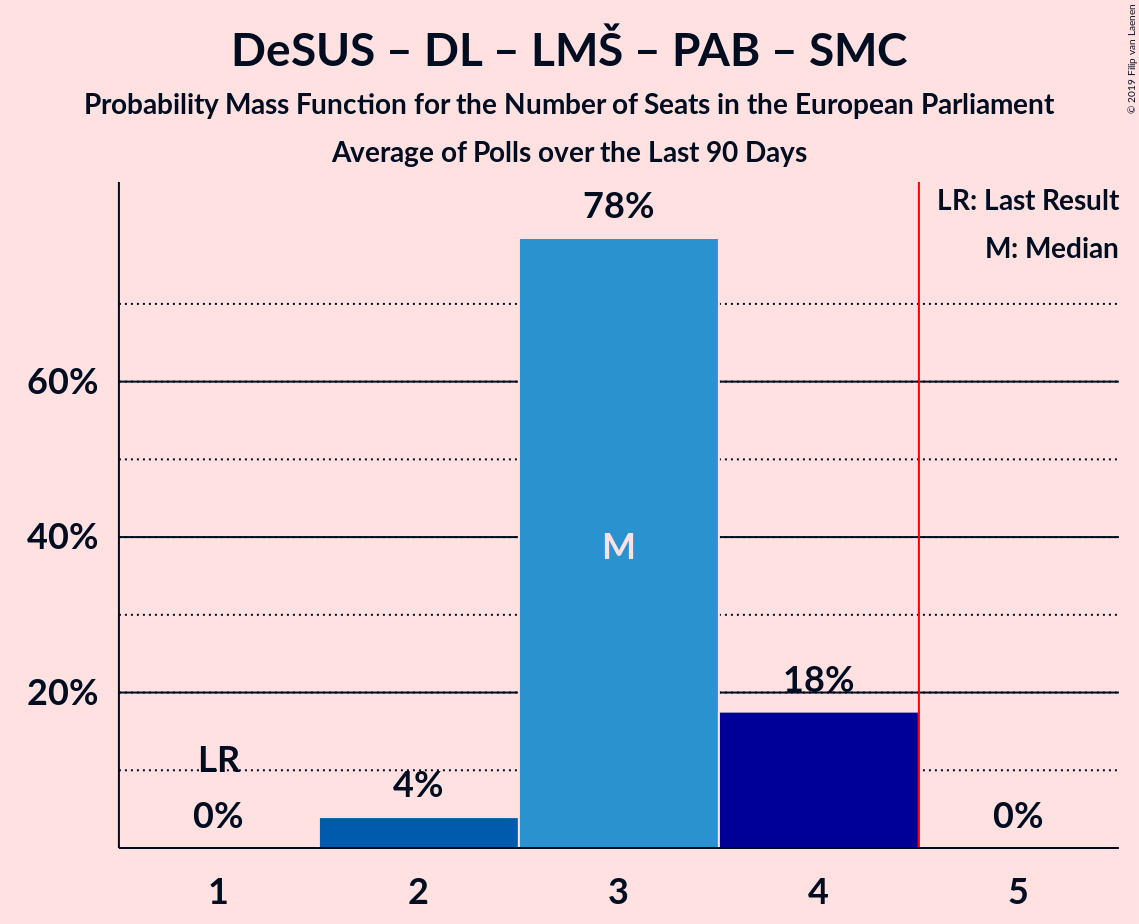 DeSUS – DL – LMŠ – PAB – SMC
Probability Mass Function for the Number of Seats in the European Parliament
Average of Polls over the Last 90 Days
© 2019 Filip van Laenen
LR: Last Result
M: Median
78%
60%
40%
20%
M
18%
LR
0%
4%
0%
1 2 3 4 5